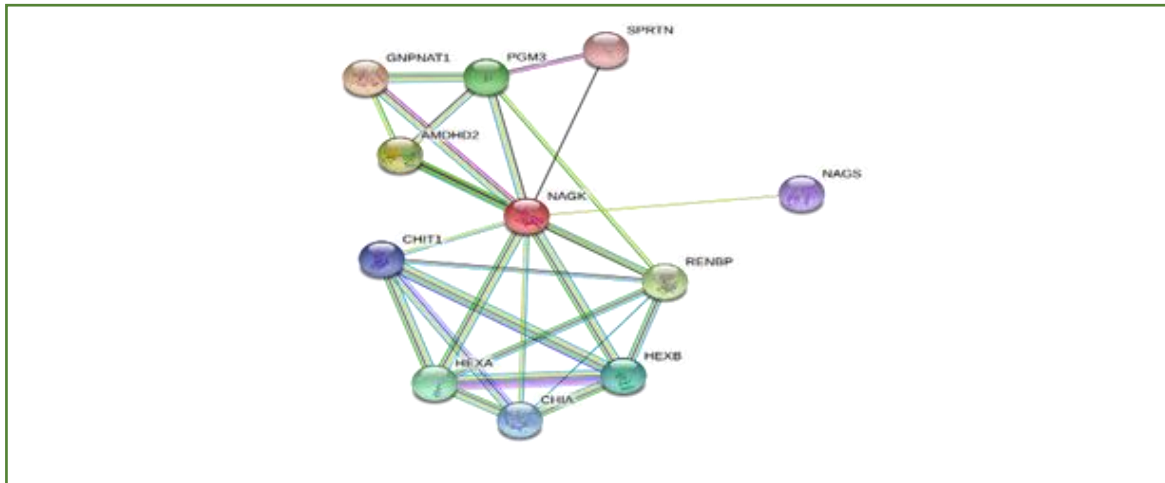 SPRTN
GNPNAT1
PGM3
AMDHD2
NAGS
NAGK
CHIT1
RENBP
HEXB
HEXA
CHIA